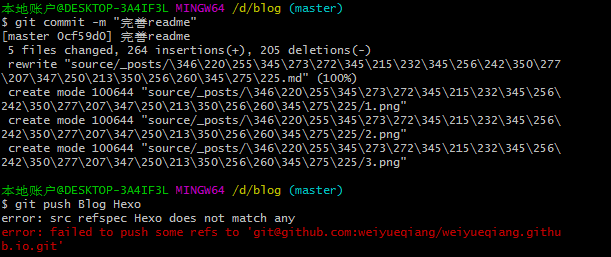 本地账户@DESKTOP-3A4IF3L MINGW64 /d/blog (master)
$ git commit -m "完善readme"
[master 0cf59d0] 完善readme
 5 files changed, 264 insertions(+), 205 deletions(-)
 rewrite "source/_posts/\346\220\255\345\273\272\345\215\232\345\256\242\350\277
\207\347\250\213\350\256\260\345\275\225.md" (100%)
 create mode 100644 "source/_posts/\346\220\255\345\273\272\345\215\232\345\256\
242\350\277\207\347\250\213\350\256\260\345\275\225/1.png"
 create mode 100644 "source/_posts/\346\220\255\345\273\272\345\215\232\345\256\
242\350\277\207\347\250\213\350\256\260\345\275\225/2.png"
 create mode 100644 "source/_posts/\346\220\255\345\273\272\345\215\232\345\256\
242\350\277\207\347\250\213\350\256\260\345\275\225/3.png"
本地账户@DESKTOP-3A4IF3L MINGW64 /d/blog (master)
$ git push Blog Hexo
error: src refspec Hexo does not match any
error: failed to push some refs to 'git@github.com:weiyueqiang/weiyueqiang.githu
b.io.git'